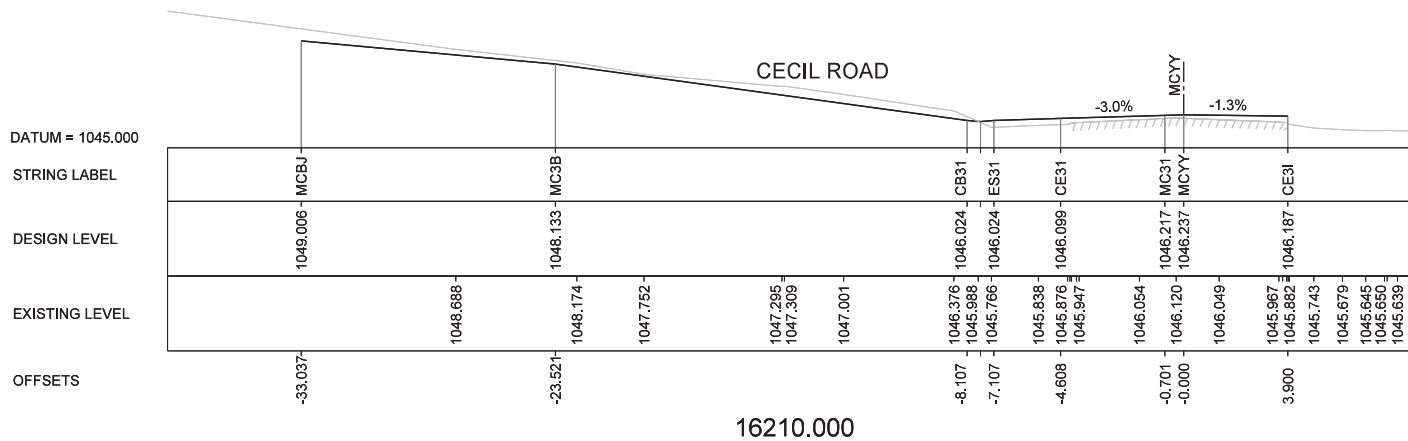 MCYY
CECIL ROAD
-3.0%
-1.3%
DATUM = 1045.000
STRING LABEL
MCBJ
MC3B
CB31
ES31
CE31
MC31
MCYY
CE3I
DESIGN LEVEL
1049.006
1048.133
1046.024
1046.024
1046.099
1046.217
1046.237
1046.187
EXISTING LEVEL
1048.688
1048.174
1047.752
1047.295
1047.309
1047.001
1046.376
1045.988
1045.766
1045.838
1045.876
1045.947
1046.054
1046.120
1046.049
1045.967
1045.882
1045.743
1045.679
1045.645
1045.650
1045.639
OFFSETS
-33.037
-23.521
-8.107
-7.107
-4.608
-0.701
-0.000
3.900
16210.000